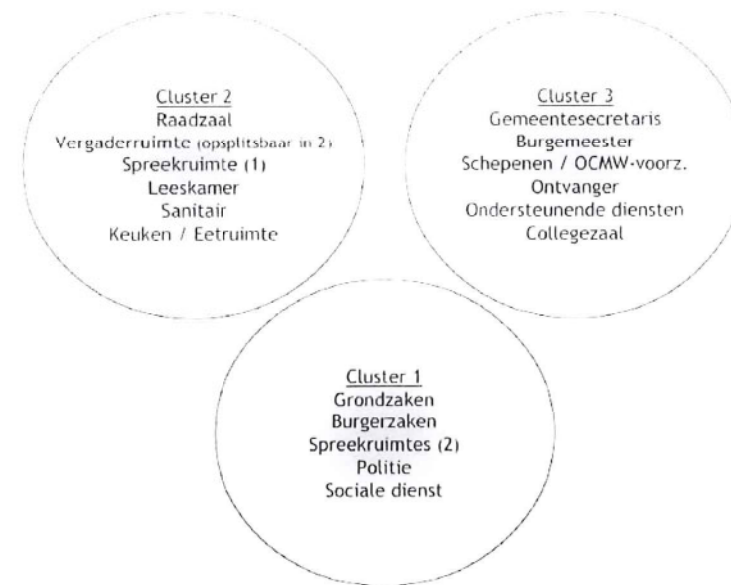 Cluster 2
Raadzaal
Vergaderruimte (opsplitsbaar in 2)
Spreekruimte (1)
Leeskamer
Sanitair
Keuken / Eetruimte
Cluster 3
Gemeentesecretaris
Burgemeester
Schepenen / OCMW-voorz.
Ontvanger
Ondersteunende diensten
Collegezaal
Cluster 1
Grondzaken
Burgerzaken
Spreekruimtes (2)
Politie
Sociale dienst